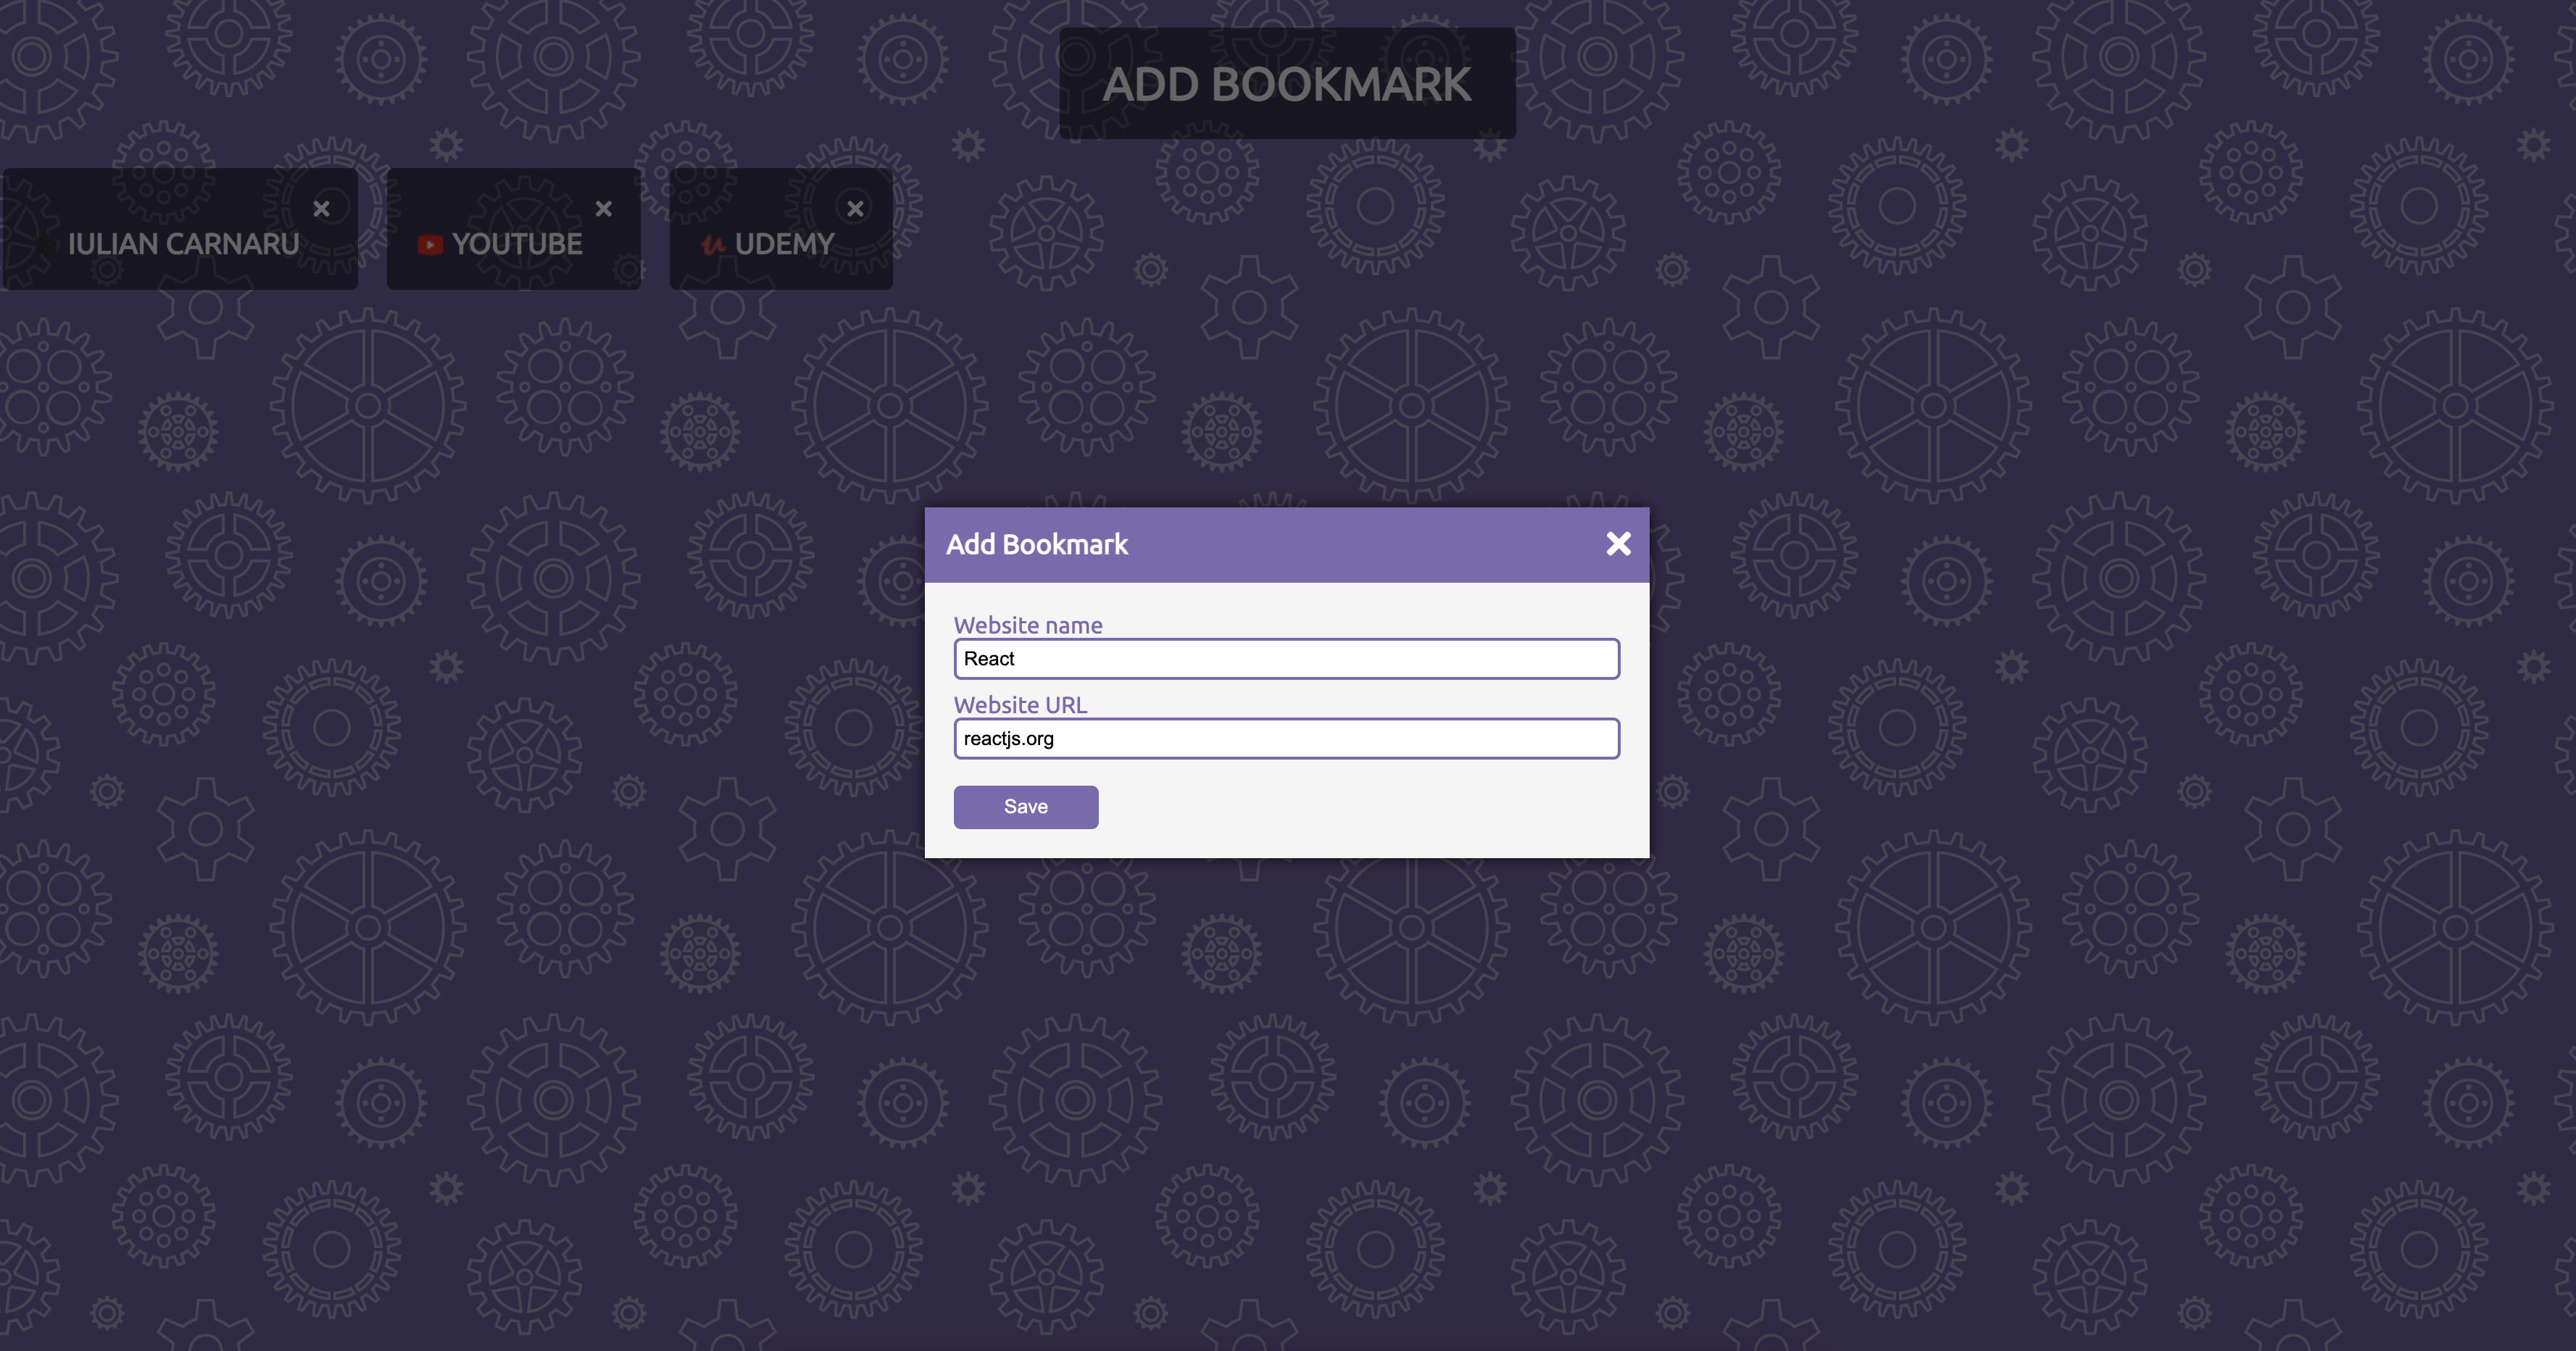 ADD BOOKMARK
IULIAN CARNARU
YOUTUBE
UDEMY
Add Bookmark
Website name
React
Website URL
reactjs.org
Save